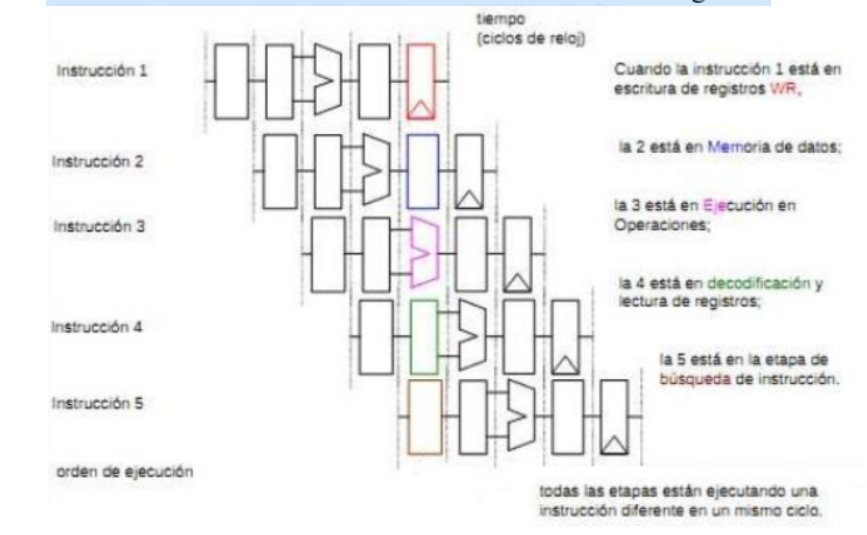 tiempo
(ciclos de reloj)
Instrucción 1
Cuando la instrucción 1 está en
escritura de registros WR,
Instrucción 2
la 2 está en Memoria de datos;
Instrucción 3
la 3 está en Ejecución en
Operaciones;
Instrucción 4
la 4 está en decodificación y
lectura de registros;
la 5 está en la etapa de
búsqueda de instrucción.
Instrucción 5
orden de ejecución
todas las etapas están ejecutando una
instrucción diferente en un mismo ciclo.